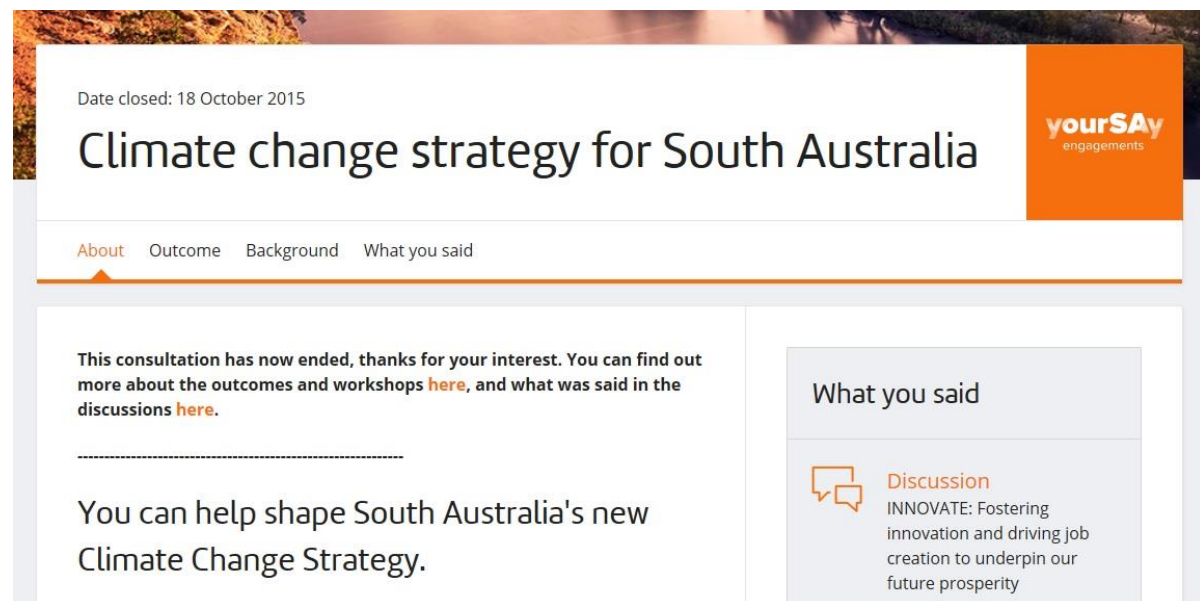 Date closed: 18 October 2015
Climate change strategy for South Australia
yourSAy
engagements
About Outcome Background What you said
This consultation has now ended, thanks for your interest. You can find out
more about the outcomes and workshops here, and what was said in the
discussions here.
-------------------------------------------------------------
You can help shape South Australia's new
Climate Change Strategy.
What you said
Discussion
INNOVATE: Fostering
innovation and driving job
creation to underpin our
future prosperity